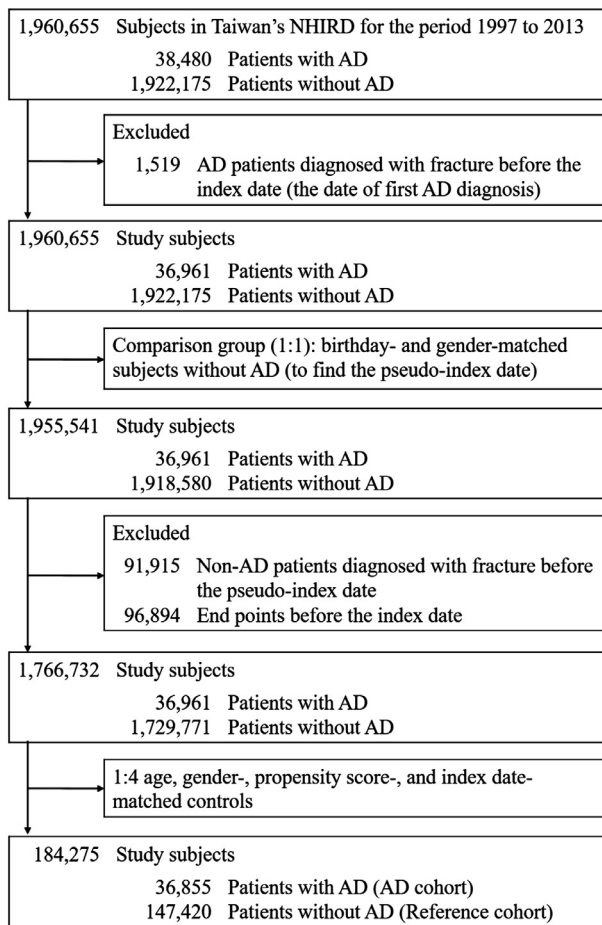 1,960,655 Subjects in Taiwan's NHIRD for the period 1997 to 2013
38,480 Patients with AD
1,922,175 Patients without AD
Excluded
1,519 AD patients diagnosed with fracture before the
index date (the date of first AD diagnosis)
1,960,655 Study subjects
36,961 Patients with AD
1,922,175 Patients without AD
Comparison group (1:1): birthday- and gender-matched
subjects without AD (to find the pseudo-index date)
1,955,541 Study subjects
36,961 Patients with AD
1,918,580 Patients without AD
Excluded
91,915 Non-AD patients diagnosed with fracture before
the pseudo-index date
96,894 End points before the index date
1,766,732 Study subjects
36,961 Patients with AD
1,729,771 Patients without AD
1:4 age, gender-, propensity score-, and index date-
matched controls
184,275 Study subjects
36,855 Patients with AD (AD cohort)
147,420 Patients without AD (Reference cohort)